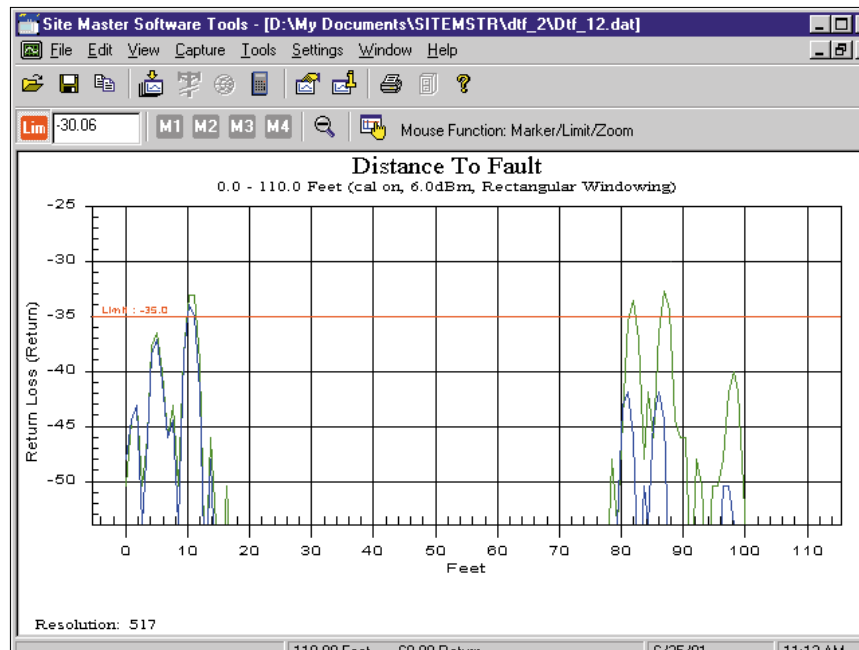 Site Master Software Tools - [D:\My Documents\SITEMSTR\dtf_2\Dtf_12.dat]
File Edit View Capture Tools Settings Window Help
Lim -30.06 M1 M2 M3 M4 Mouse Function: Marker/Limit/Zoom
Distance To Fault
0.0 - 110.0 Feet (cal on, 6.0dBm, Rectangular Windowing)
-25
-30
-35
-40
-45
-50
Return Loss (Return)
Limit : -35.0
0 10 20 30 40 50 60 70 80 90 100 110
Feet
Resolution: 517